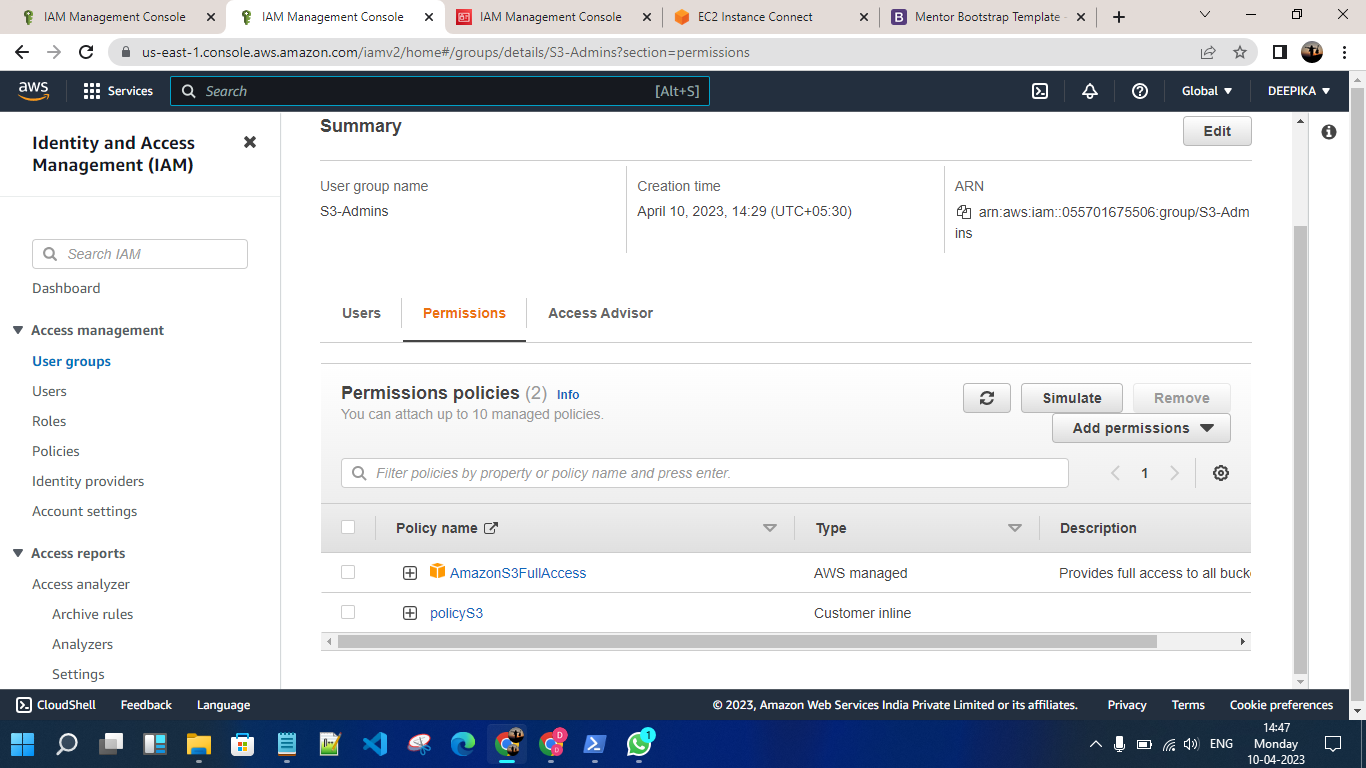 IAM Management Console
IAM Management Console
IAM Management Console
EC2 Instance Connect
Mentor Bootstrap Template -
us-east-1.console.aws.amazon.com/iamv2/home#/groups/details/S3-Admins?section=permissions
aws
Services
Search
[Alt+S]
Global
DEEPIKA
Identity and Access
Management (IAM)
Search IAM
Dashboard
Access management
User groups
Users
Roles
Policies
Identity providers
Account settings
Access reports
Access analyzer
Archive rules
Analyzers
Settings
Summary
Edit
User group name
S3-Admins
Creation time
April 10, 2023, 14:29 (UTC+05:30)
ARN
arn:aws:iam::055701675506:group/S3-Adm
ins
Users
Permissions
Access Advisor
Permissions policies (2) Info
You can attach up to 10 managed policies.
Simulate
Remove
Add permissions
Filter policies by property or policy name and press enter.
1
Policy name
Type
Description
AmazonS3FullAccess
AWS managed
Provides full access to all bucke
policyS3
Customer inline
CloudShell
Feedback
Language
© 2023, Amazon Web Services India Private Limited or its affiliates.
Privacy
Terms
Cookie preferences
D
D
1
ENG
14:47
Monday
10-04-2023